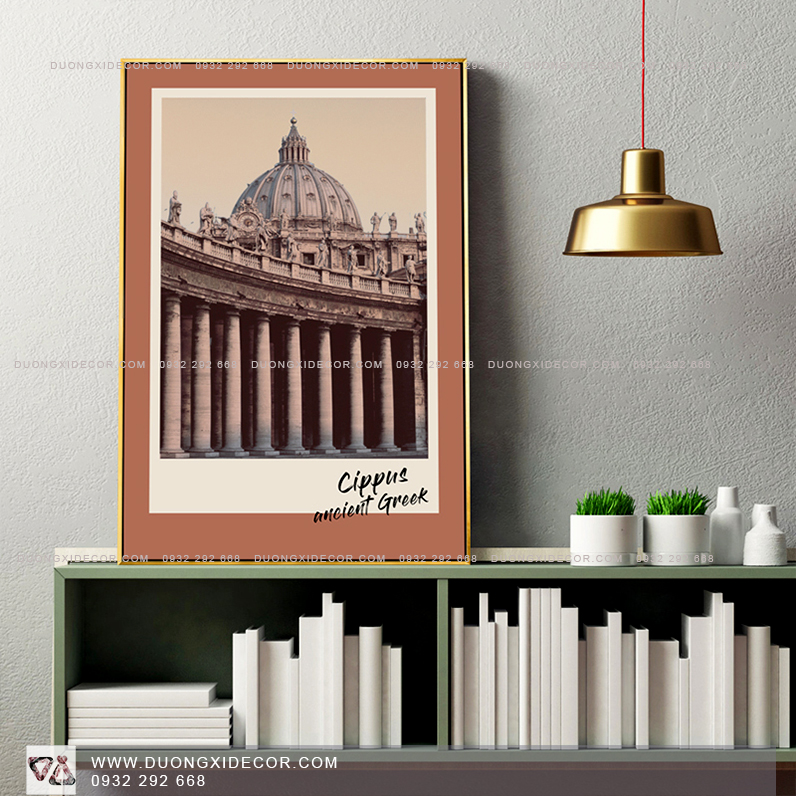 DUONGXIDECOR.COM 0932 292 668 DUONGXIDECOR.COM 0932 292
Cippus
ancient Greek
DUONGXIDECOR.COM 0932 292 668 DUONGXIDECOR.COM 0932 292 668 DUONGXIDECOR.COM 0932 292 668
DUONGXIDECOR.COM 0932 292 668 DUONGXIDECOR.COM 0932 292 668
WWW.DUONGXIDECOR.COM
0932 292 668